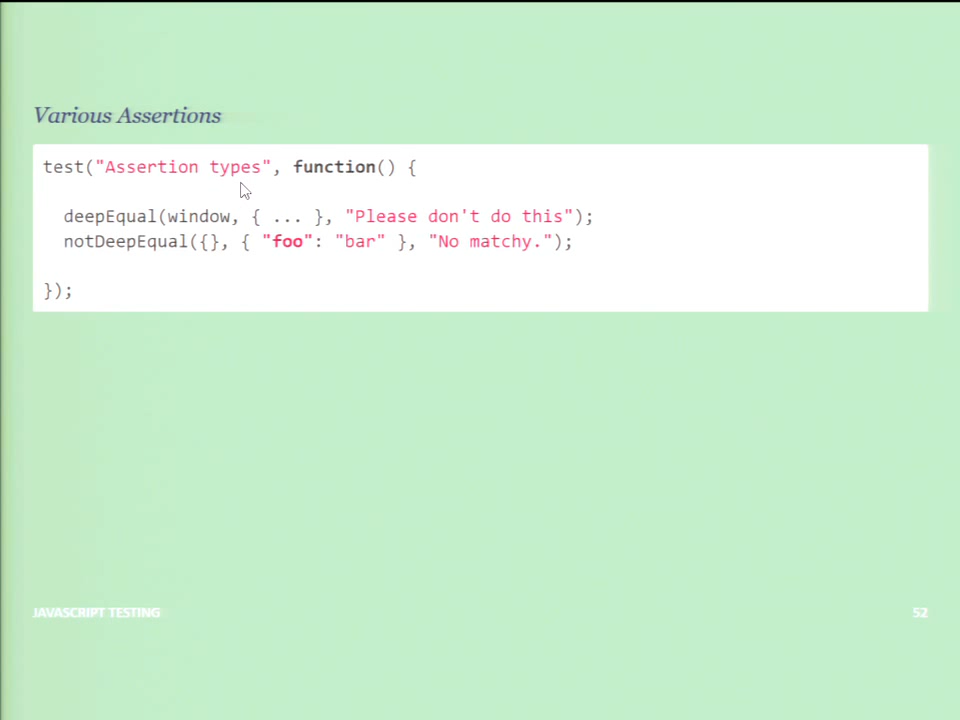 Various Assertions
test("Assertion types", function() {
deepEqual(window, { ... }, "Please don't do this");
notDeepEqual({}, { "foo": "bar" }, "No matchy.");
});
JAVASCRIPT TESTING
52